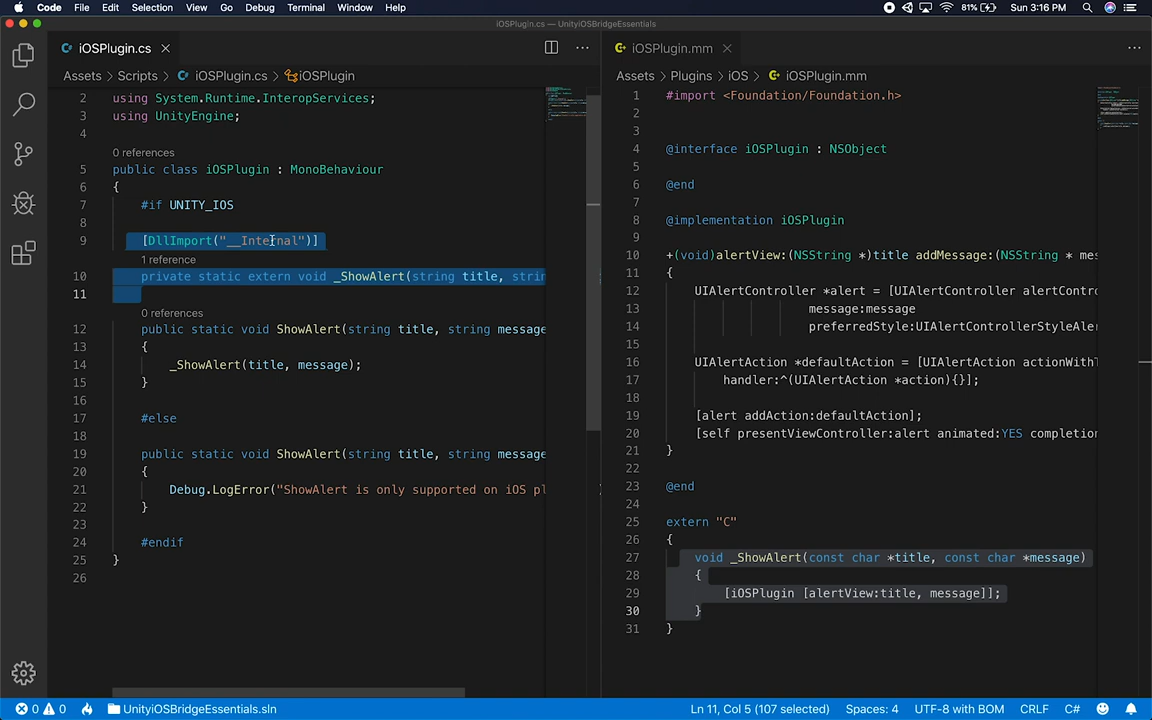 Code File Edit Selection View Go Debug Terminal Window Help 81% Sun 3:16 PM
iOSPlugin.cs — UnityiOSBridgeEssentials
iOSPlugin.cs
Assets > Scripts > iOSPlugin.cs > iOSPlugin
2 using System.Runtime.InteropServices;
3 using UnityEngine;
4
0 references
5 public class iOSPlugin : MonoBehaviour
6 {
7 #if UNITY_IOS
8
9 [DllImport("__Internal")]
1 reference
10 private static extern void _ShowAlert(string title, strin
11
0 references
12 public static void ShowAlert(string title, string message
13 {
14 _ShowAlert(title, message);
15 }
16
17 #else
18
19 public static void ShowAlert(string title, string message
20 {
21 Debug.LogError("ShowAlert is only supported on iOS pl
22 }
23
24 #endif
25 }
26
iOSPlugin.mm
Assets > Plugins > iOS > iOSPlugin.mm
1 #import <Foundation/Foundation.h>
2
3
4 @interface iOSPlugin : NSObject
5
6 @end
7
8 @implementation iOSPlugin
9
10 +(void)alertView:(NSString *)title addMessage:(NSString * mes
11 {
12 UIAlertController *alert = [UIAlertController alertContro
13 message:message
14 preferredStyle:UIAlertControllerStyleAler
15
16 UIAlertAction *defaultAction = [UIAlertAction actionWithT
17 handler:^(UIAlertAction *action){}];
18
19 [alert addAction:defaultAction];
20 [self presentViewController:alert animated:YES completion
21 }
22
23 @end
24
25 extern "C"
26 {
27 void _ShowAlert(const char *title, const char *message)
28 {
29 [iOSPlugin [alertView:title, message]];
30 }
31 }
0 0 UnityiOSBridgeEssentials.sln Ln 11, Col 5 (107 selected) Spaces: 4 UTF-8 with BOM CRLF C#